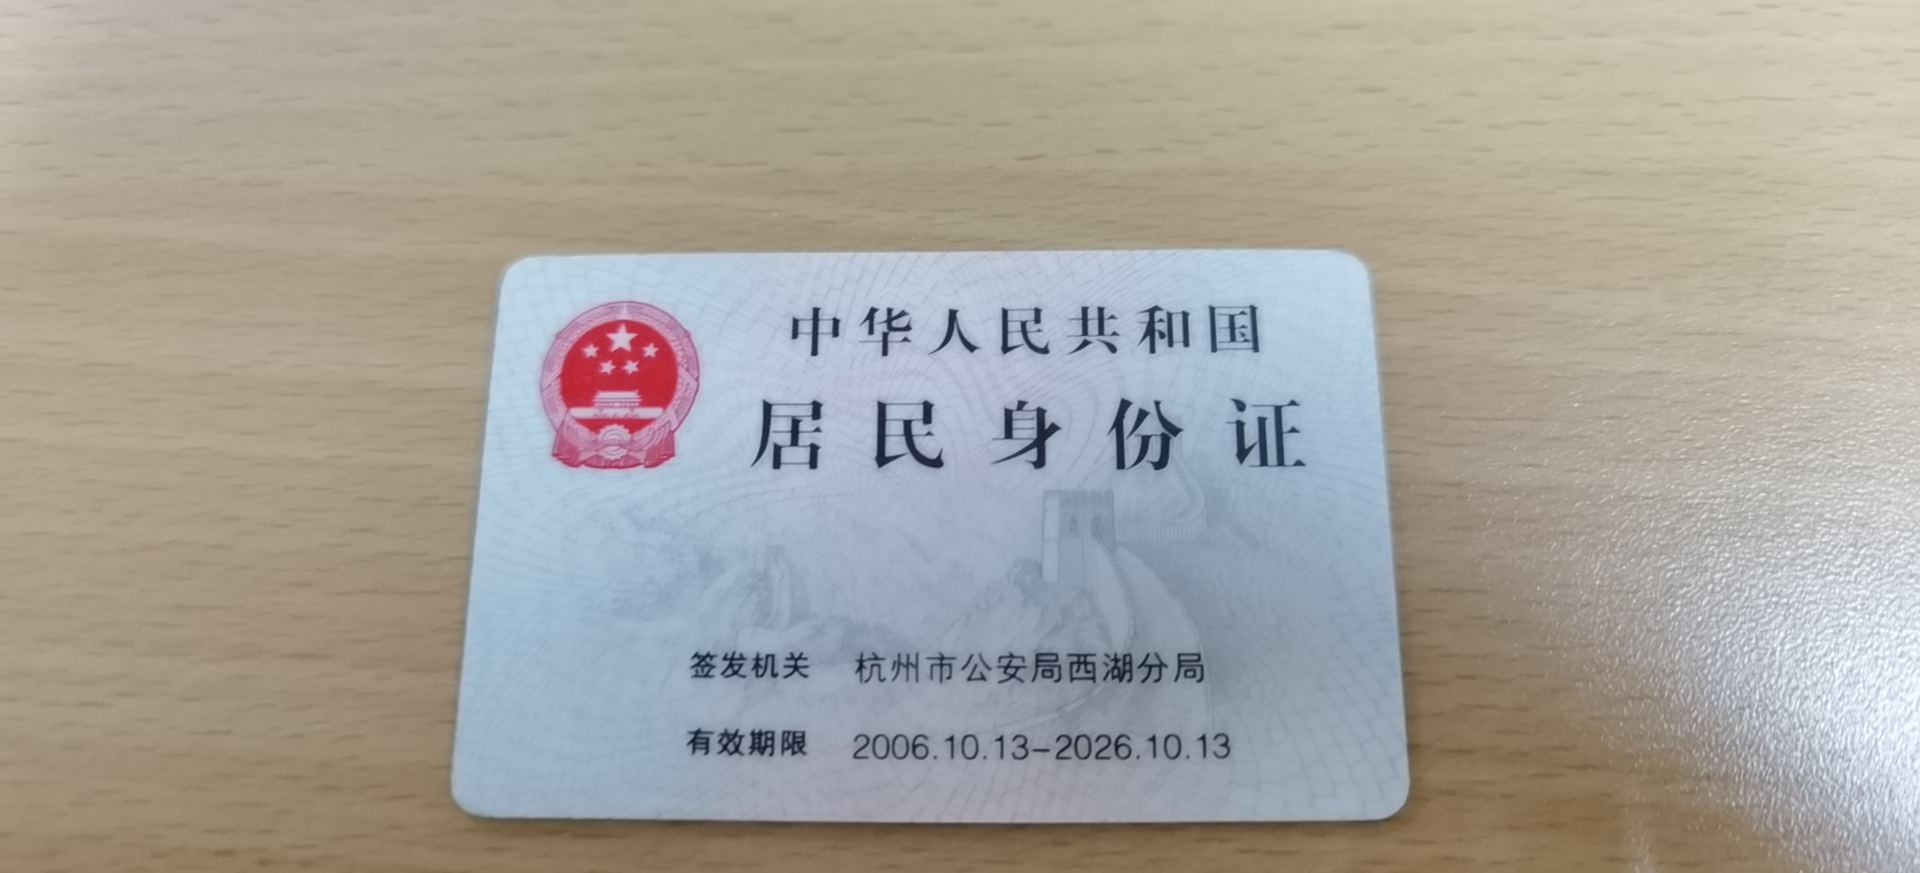 中华人民共和国
居民身份证
签发机关 杭州市公安局西湖分局
有效期限 2006.10.13-2026.10.13